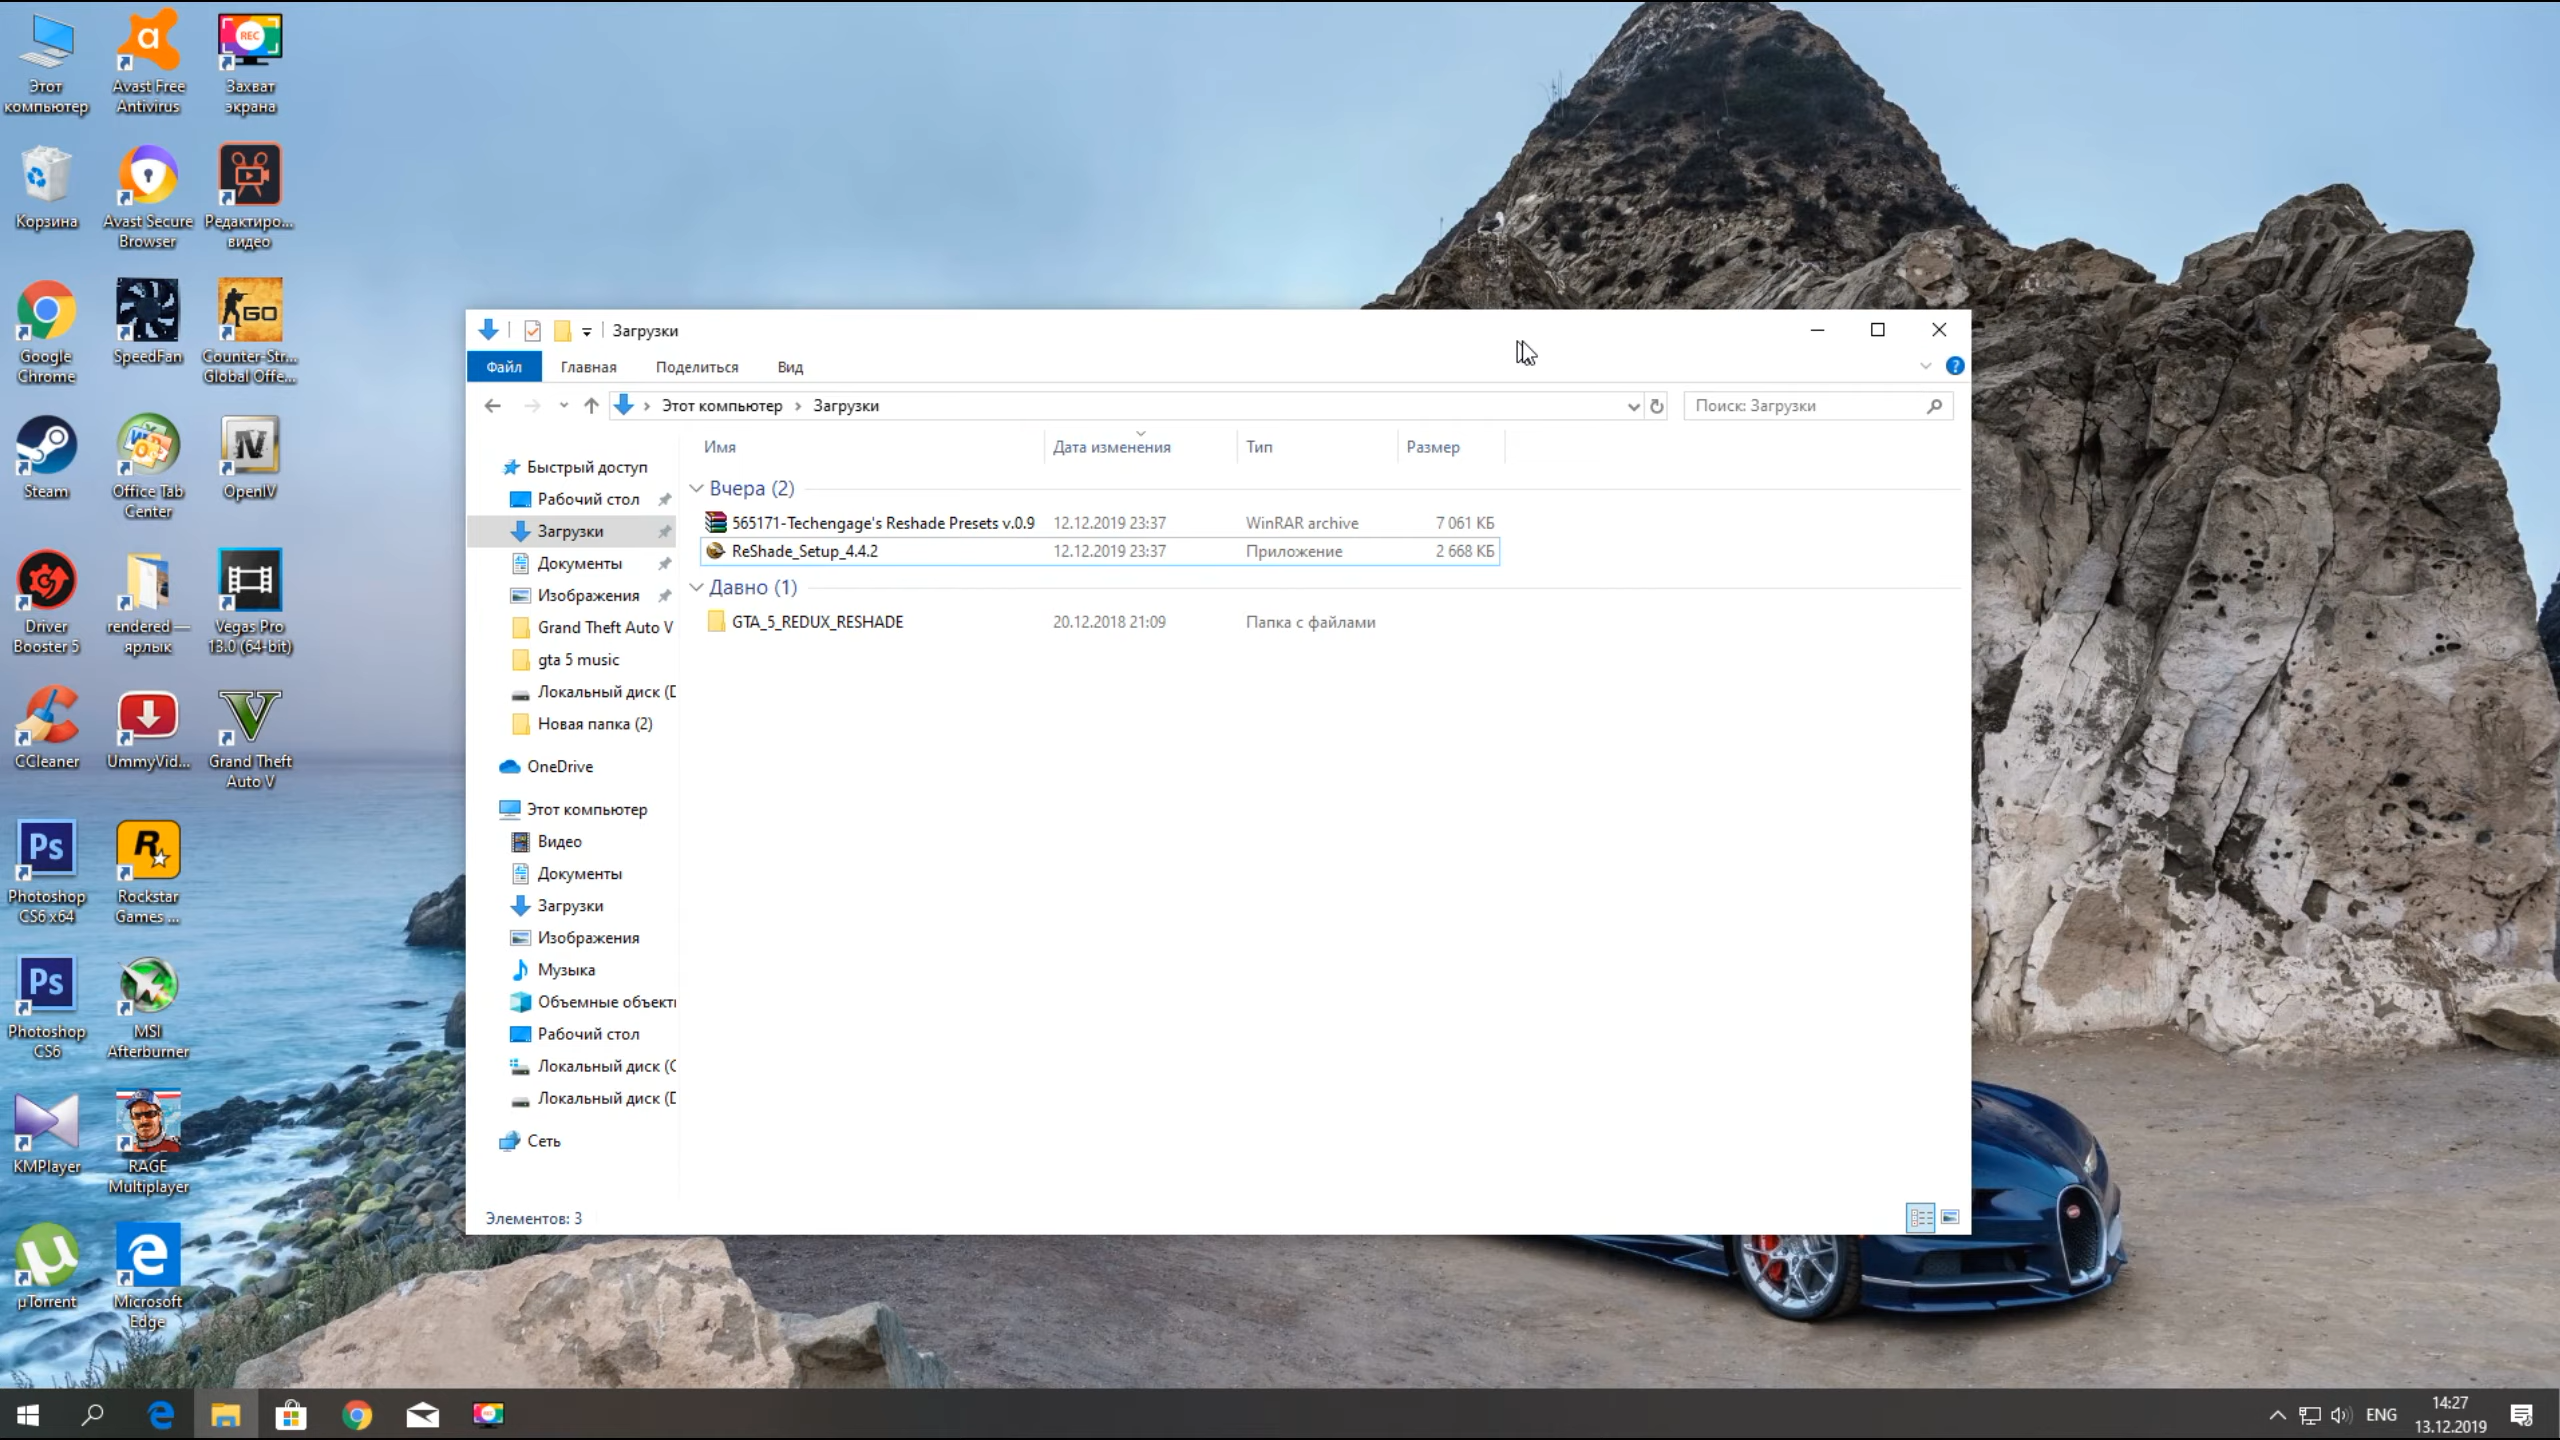 Этот
компьютер
Avast Free
Antivirus
REC
Захват
экрана
Корзина
Avast Secure
Browser
Редактиро...
видео
Google
Chrome
SpeedFan
GO
Counter-Str...
Global Offe...
Steam
Office Tab
Center
OpenIV
Driver
Booster 5
rendered —
ярлык
Vegas Pro
13.0 (64-bit)
CCleaner
UmmyVid...
Grand Theft
Auto V
Ps
Photoshop
CS6 x64
Rockstar
Games ...
Ps
Photoshop
CS6
MSI
Afterburner
KMPlayer
RAGE
Multiplayer
µTorrent
Microsoft
Edge
Загрузки
Файл
Главная
Поделиться
Вид
Этот компьютер
Загрузки
Поиск: Загрузки
Имя
Дата изменения
Тип
Размер
Быстрый доступ
Рабочий стол
Загрузки
Документы
Изображения
Grand Theft Auto V
gta 5 music
Локальный диск (D
Новая папка (2)
OneDrive
Этот компьютер
Видео
Документы
Загрузки
Изображения
Музыка
Объемные объект
Рабочий стол
Локальный диск (C
Локальный диск (D
Сеть
Вчера (2)
565171-Techengage's Reshade Presets v.0.9 12.12.2019 23:37 WinRAR archive 7 061 КБ
ReShade_Setup_4.4.2 12.12.2019 23:37 Приложение 2 668 КБ
Давно (1)
GTA_5_REDUX_RESHADE 20.12.2018 21:09 Папка с файлами
Элементов: 3
ENG
14:27
13.12.2019